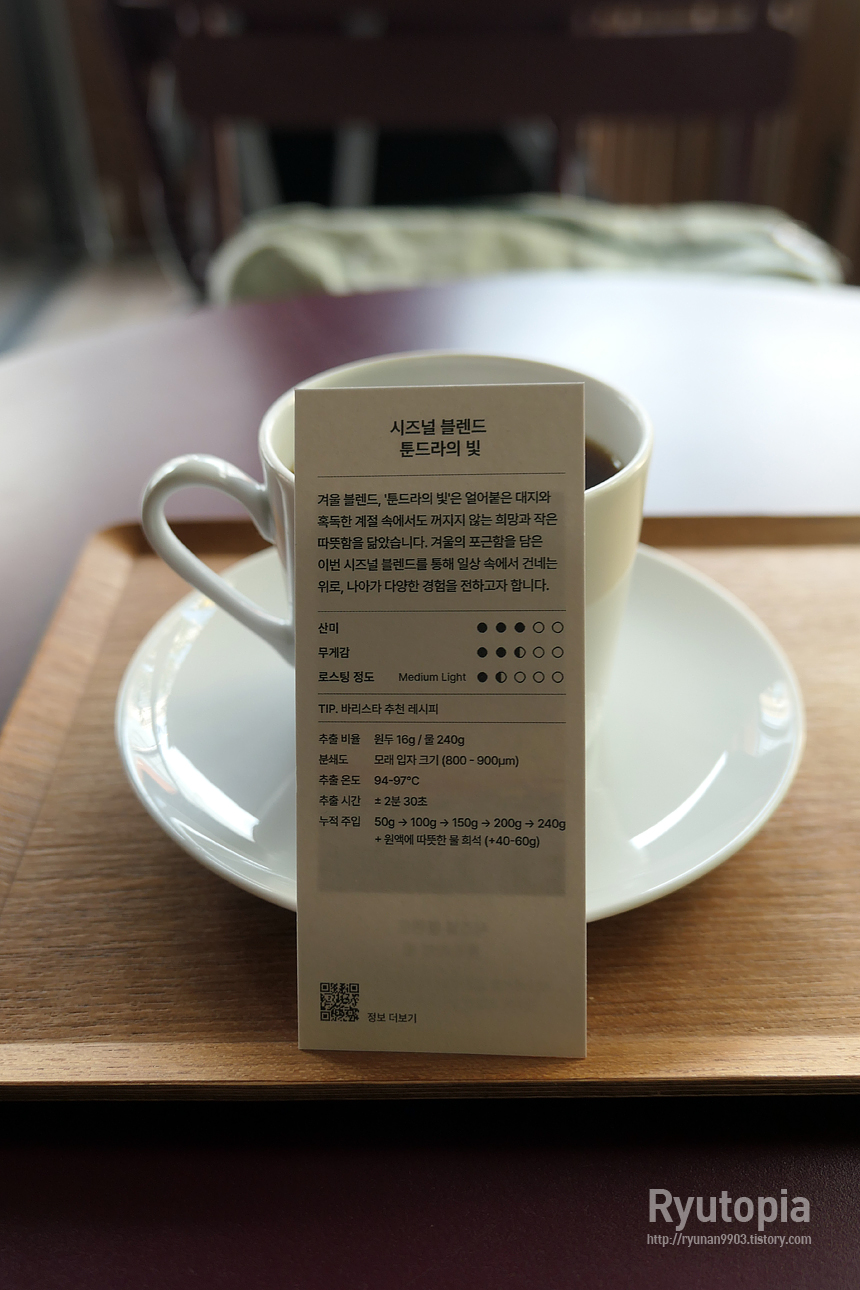 시즈널 블렌드
툰드라의 빛
겨울 블렌드, '툰드라의 빛'은 얼어붙은 대지와
혹독한 계절 속에서도 꺼지지 않는 희망과 작은
따뜻함을 닮았습니다. 겨울의 포근함을 담은
이번 시즈널 블렌드를 통해 일상 속에서 건네는
위로, 나아가 다양한 경험을 전하고자 합니다.
산미
무게감
로스팅 정도 Medium Light
TIP. 바리스타 추천 레시피
추출 비율 원두 16g / 물 240g
분쇄도 모래 입자 크기 (800 - 900μm)
추출 온도 94-97°C
추출 시간 ± 2분 30초
누적 주입 50g → 100g → 150g → 200g → 240g
+ 원액에 따뜻한 물 희석 (+40-60g)
정보 더보기
Ryutopia
http://ryunan9903.tistory.com